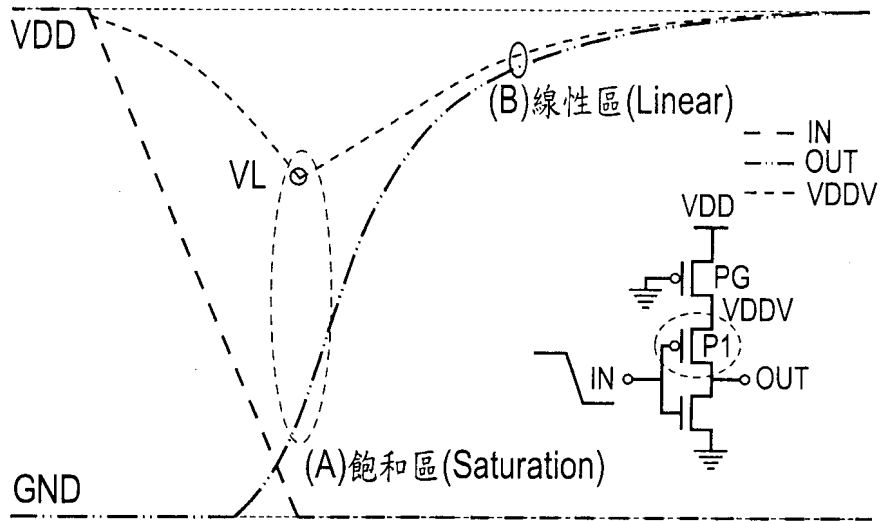 VDD
(B)線性區(Linear)
VL
IN
OUT
VDDV
VDD
PG
VDDV
P1
IN
OUT
(A)飽和區(Saturation)
GND